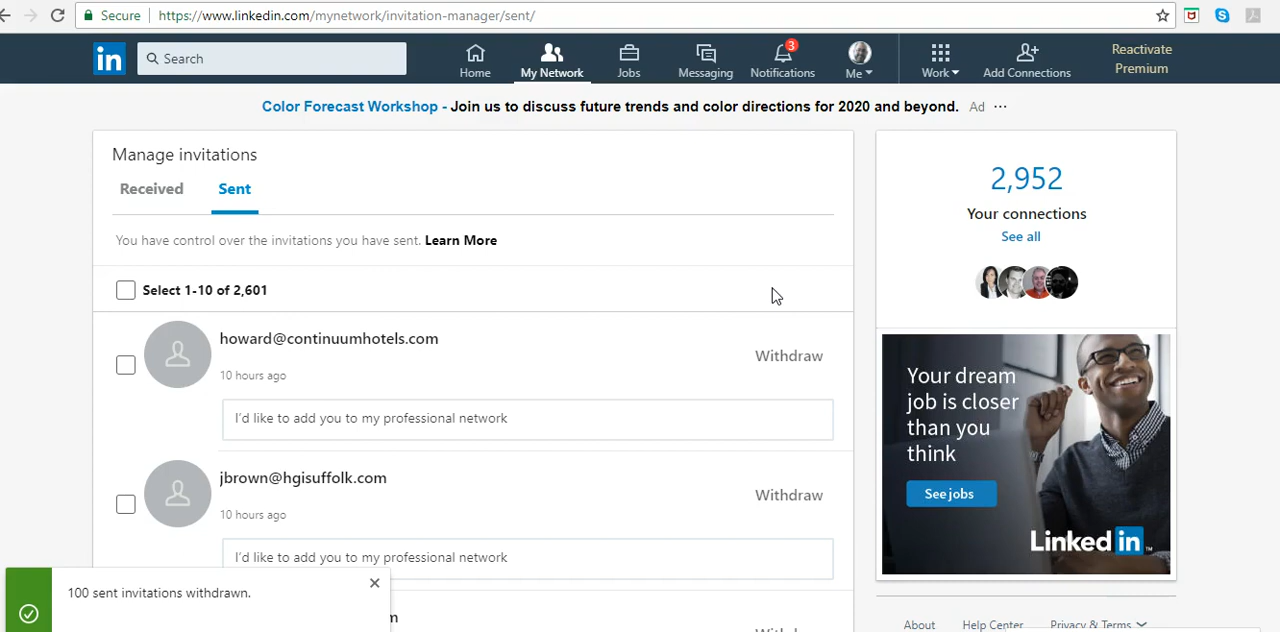 Secure https://www.linkedin.com/mynetwork/invitation-manager/sent/
in Search
3
Home My Network Jobs Messaging Notifications Me Work Add Connections Reactivate
Premium
Color Forecast Workshop - Join us to discuss future trends and color directions for 2020 and beyond. Ad ···
Manage invitations
Received Sent
You have control over the invitations you have sent. Learn More
Select 1-10 of 2,601
howard@continuumhotels.com
10 hours ago
Withdraw
I'd like to add you to my professional network
jbrown@hgisuffolk.com
10 hours ago
Withdraw
I'd like to add you to my professional network
m
Withdraw
100 sent invitations withdrawn.
2,952
Your connections
See all
Your dream
job is closer
than you
think
See jobs
Linked in ™
About Help Center Privacy & Terms